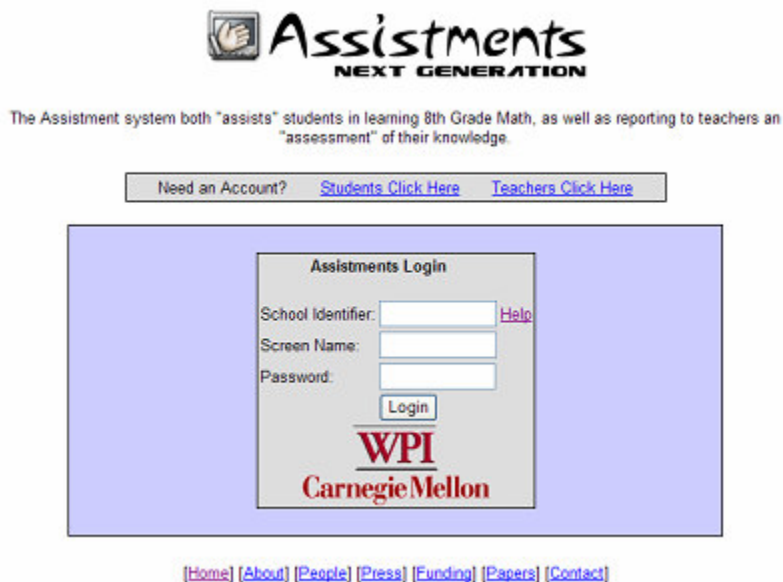 Assistments
NEXT GENERATION
The Assistment system both "assists" students in learning 8th Grade Math, as well as reporting to teachers an
"assessment" of their knowledge.
Need an Account? Students Click Here Teachers Click Here
Assistments Login
School Identifier: Help
Screen Name:
Password:
Login
WPI
Carnegie Mellon
[Home] [About] [People] [Press] [Funding] [Papers] [Contact]